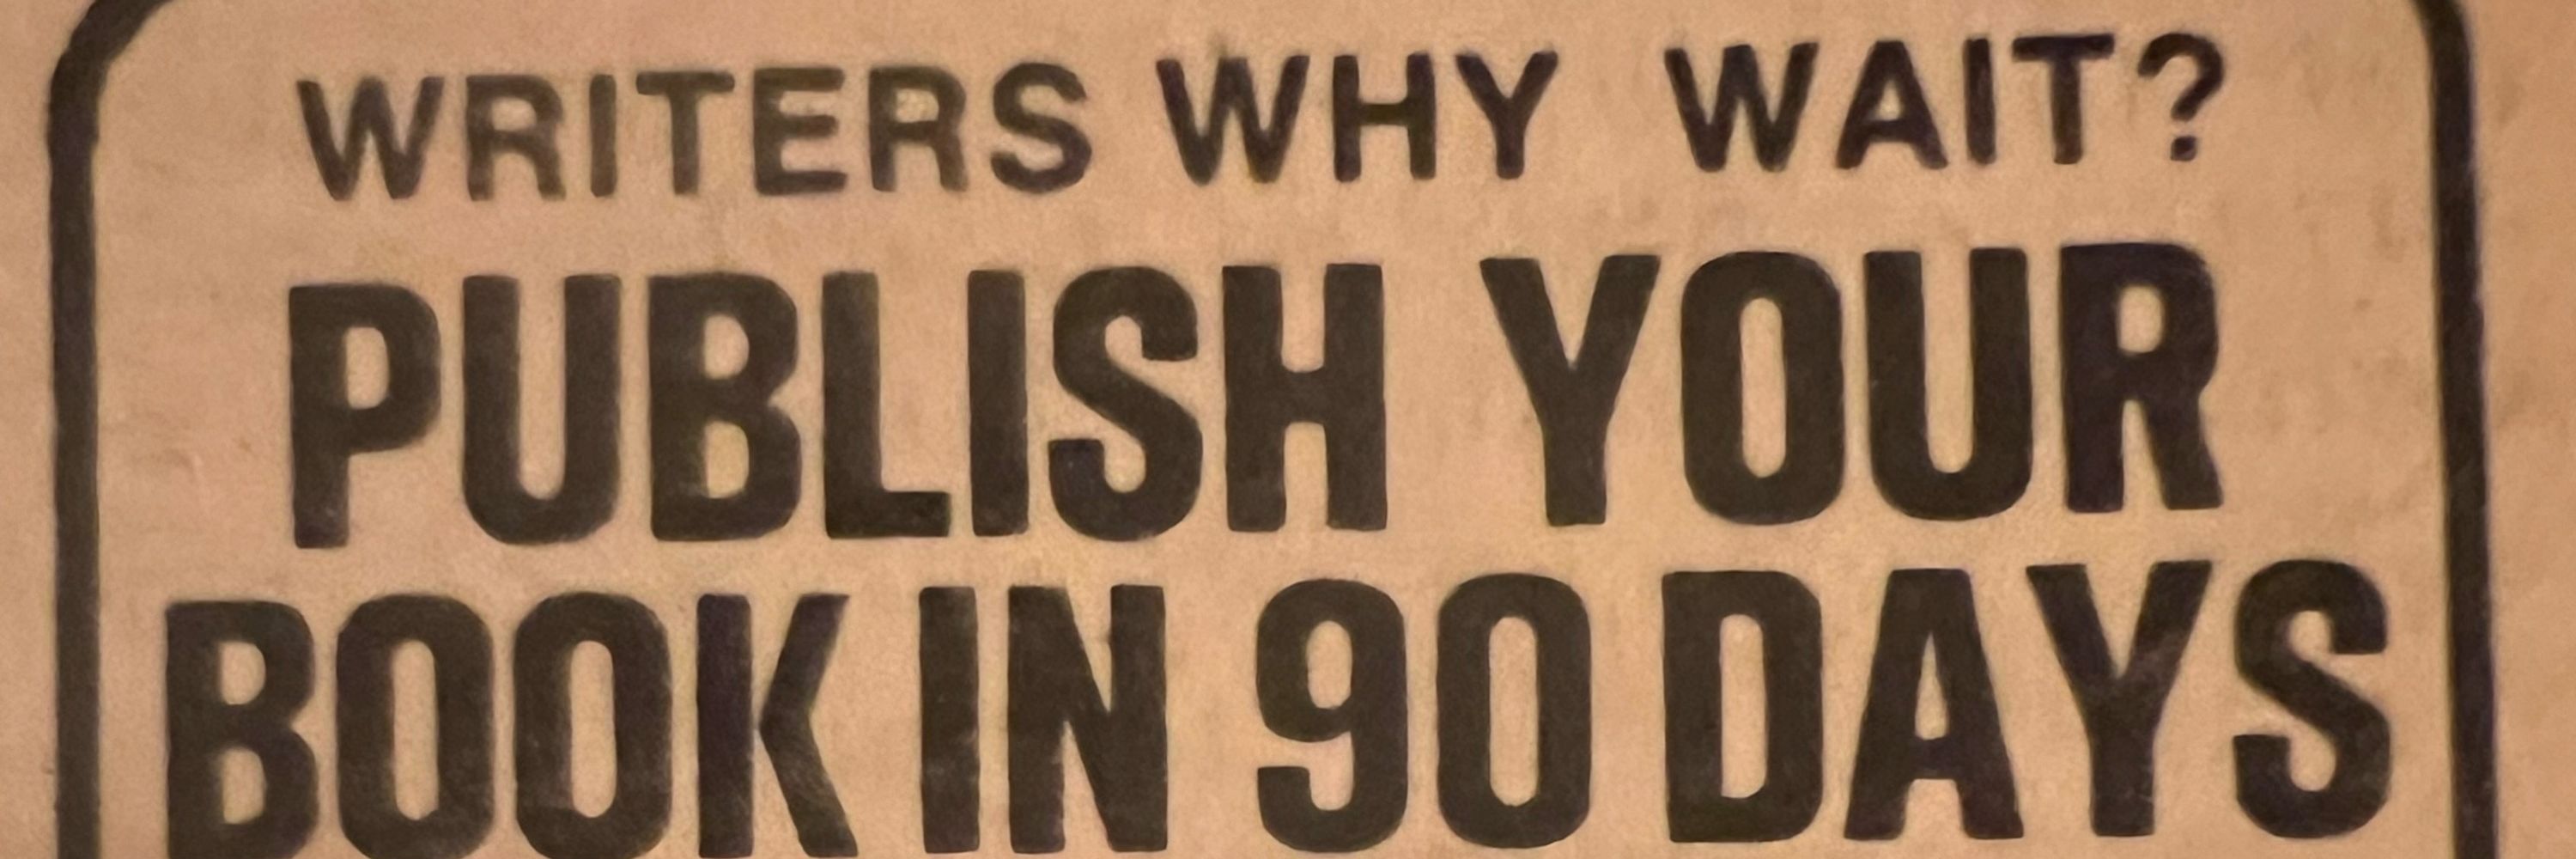 WRITERS WHY WAIT?
PUBLISH YOUR
BOOK IN 90 DAYS